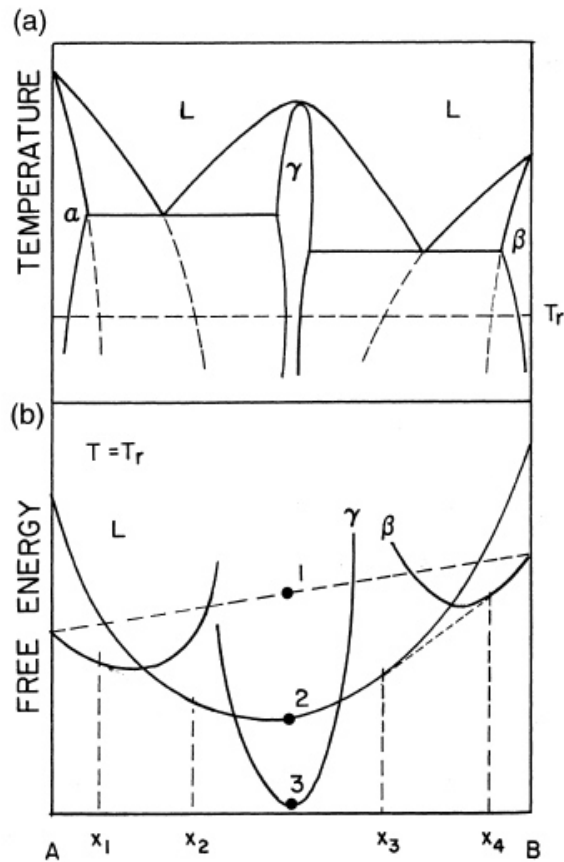 (a)
TEMPERATURE
L
L
γ
α
β
Tr
(b)
T = Tr
L
γ
β
FREE ENERGY
1
2
3
A
x1
x2
x3
x4
B